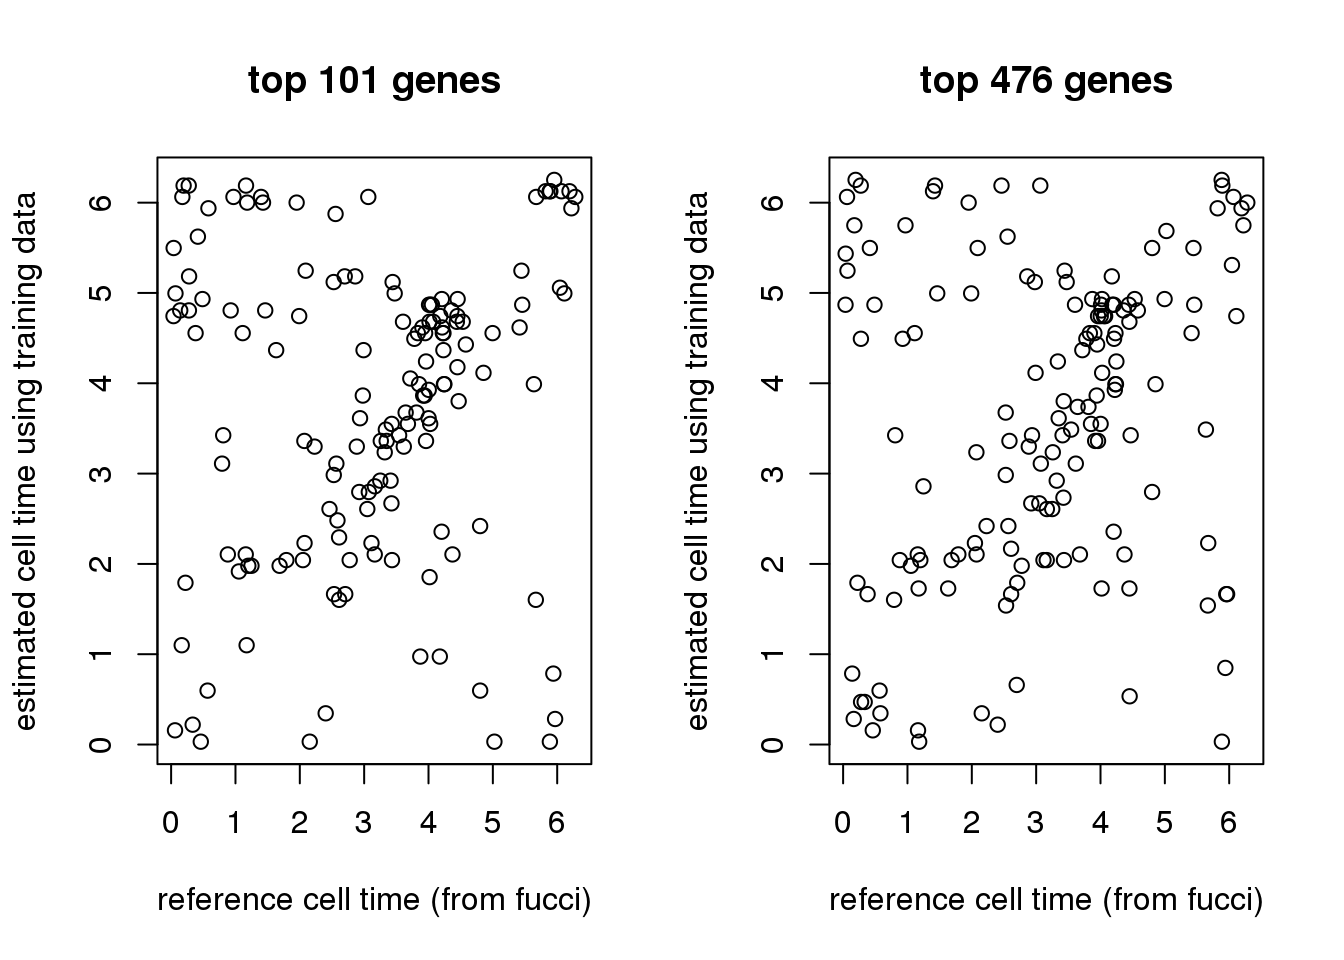 top 101 genes
estimated cell time using training data
6
5
4
3
2
1
0
0 1 2 3 4 5 6
reference cell time (from fucci)
top 476 genes
estimated cell time using training data
6
5
4
3
2
1
0
0 1 2 3 4 5 6
reference cell time (from fucci)